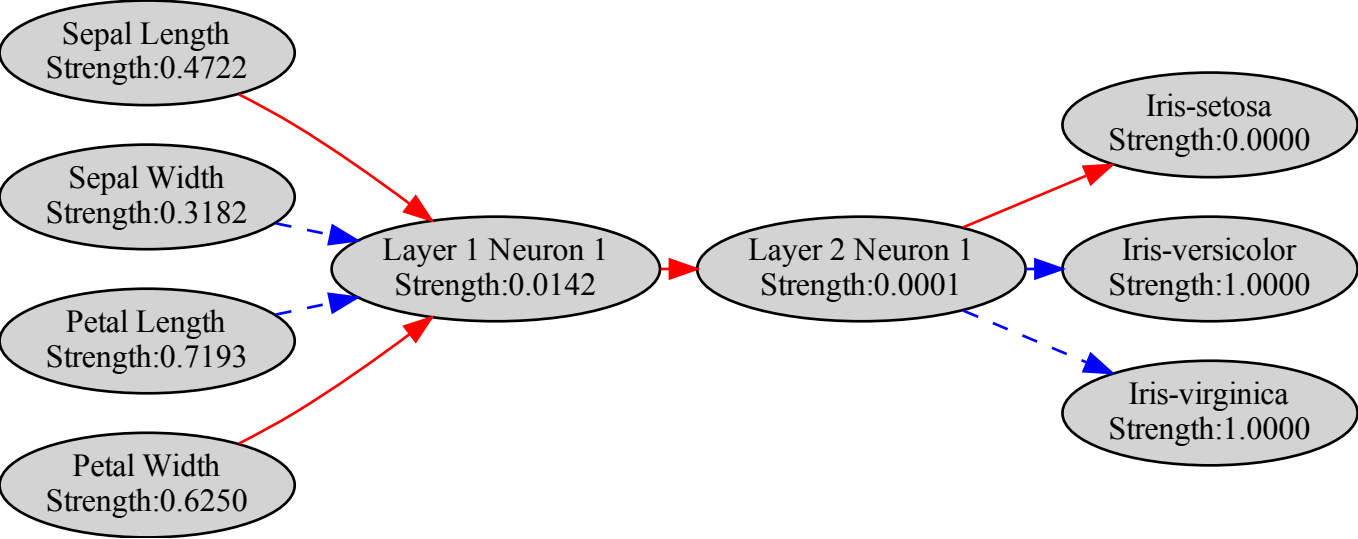 Sepal Length
Strength:0.4722
Sepal Width
Strength:0.3182
Petal Length
Strength:0.7193
Petal Width
Strength:0.6250
Layer 1 Neuron 1
Strength:0.0142
Layer 2 Neuron 1
Strength:0.0001
Iris-setosa
Strength:0.0000
Iris-versicolor
Strength:1.0000
Iris-virginica
Strength:1.0000